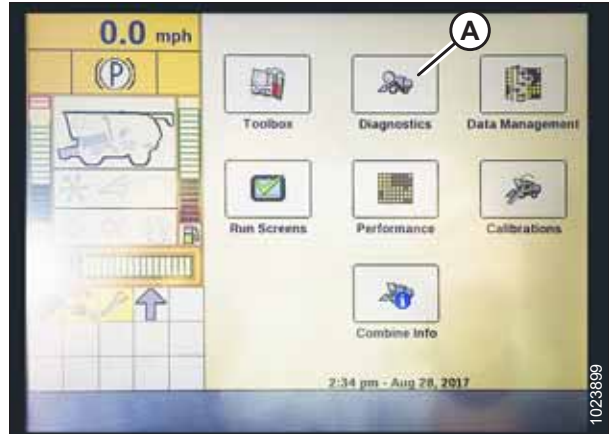 0.0 mph
A
(P)
Toolbox
Diagnostics
Data Management
Run Screens
Performance
Calibrations
Combine Info
2:34 pm - Aug 28, 2017
1023899